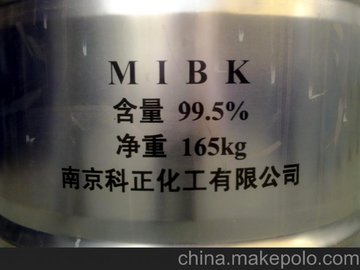 M I B K
含量 99.5%
净重 165kg
南京科正化工有限公司
china.makepolo.com